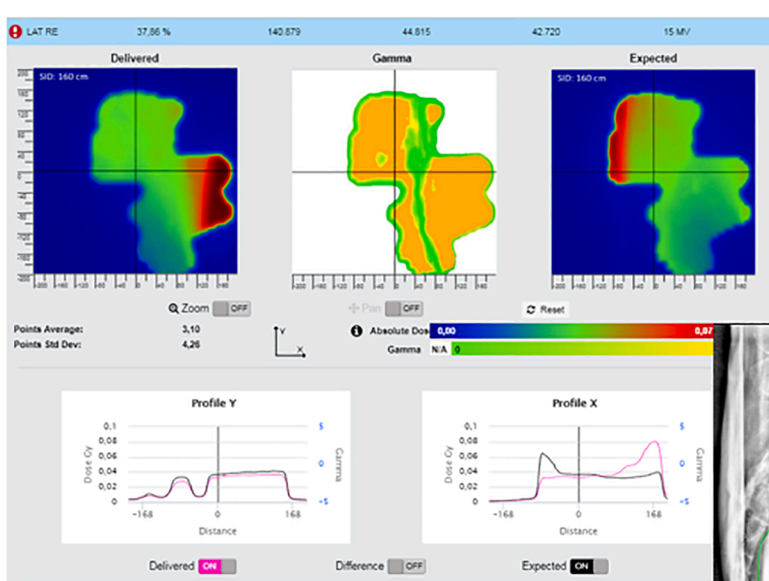 LAT RE 37,86 % 140.879 44.815 42.720 15 MV
Delivered Gamma Expected
SID: 160 cm SID: 160 cm
Zoom OFF Pan OFF Reset
Points Average: 3,10
Points Std Dev: 4,26
Y
X
Absolute Dos 0,00 0,07
Gamma N/A 0
Profile Y Profile X
0,1 5 0,1 5
0,08 0,08
0,06 0 0,06 0
0,04 0,04
0,02 0,02
0 -5 0 -5
Dose Gy Gamma Dose Gy Gamma
-168 0 168 -168 0 168
Distance Distance
Delivered ON Difference OFF Expected ON